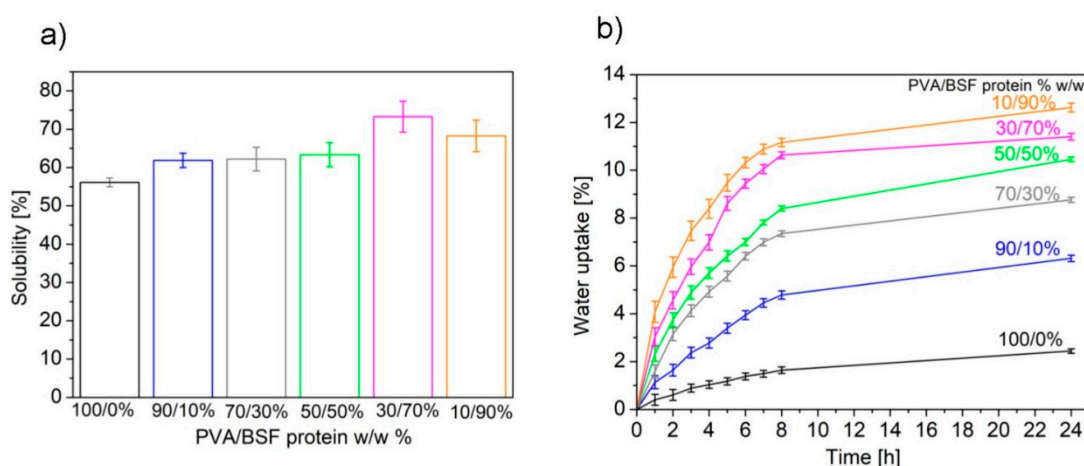 a)
80
70
60
50
40
30
20
10
0
Solubility [%]
100/0% 90/10% 70/30% 50/50% 30/70% 10/90%
PVA/BSF protein w/w %
b)
14
12
10
8
6
4
2
0
Water uptake [%]
PVA/BSF protein % w/w
10/90%
30/70%
50/50%
70/30%
90/10%
100/0%
0 2 4 6 8 10 12 14 16 18 20 22 24
Time [h]